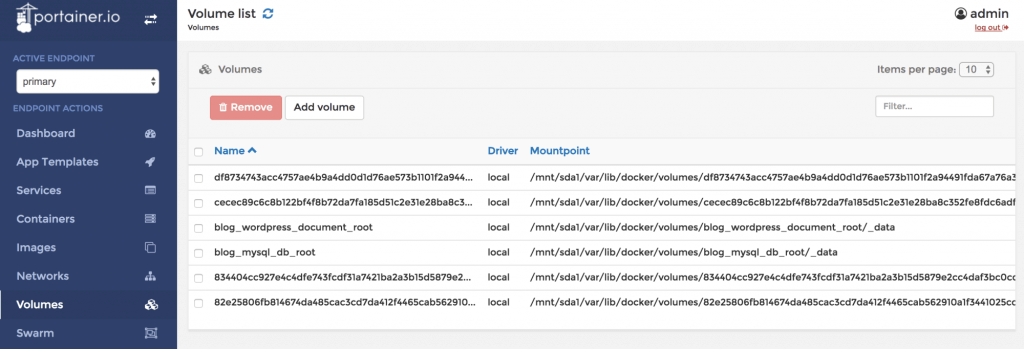 portainer.io
Volume list
Volumes
admin
log out
ACTIVE ENDPOINT
primary
ENDPOINT ACTIONS
Dashboard
App Templates
Services
Containers
Images
Networks
Volumes
Swarm
Volumes
Items per page: 10
Remove
Add volume
Filter...
Name Driver Mountpoint
df8734743acc4757ae4b9a4dd0d1d76ae573b1101f2a944... local /mnt/sda1/var/lib/docker/volumes/df8734743acc4757ae4b9a4dd0d1d76ae573b1101f2a94491fda67a76a3
cecec89c6c8b122bf4f8b72da7fa185d51c2e31e28ba8c3... local /mnt/sda1/var/lib/docker/volumes/cecec89c6c8b122bf4f8b72da7fa185d51c2e31e28ba8c352fe8fdc6adf
blog_wordpress_document_root local /mnt/sda1/var/lib/docker/volumes/blog_wordpress_document_root/_data
blog_mysql_db_root local /mnt/sda1/var/lib/docker/volumes/blog_mysql_db_root/_data
834404cc927e4c4dfe743fcdf31a7421ba2a3b15d5879e2... local /mnt/sda1/var/lib/docker/volumes/834404cc927e4c4dfe743fcdf31a7421ba2a3b15d5879e2cc4daf3bc0cc
82e25806fb814674da485cac3cd7da412f4465cab562910... local /mnt/sda1/var/lib/docker/volumes/82e25806fb814674da485cac3cd7da412f4465cab562910a1f3441025cc